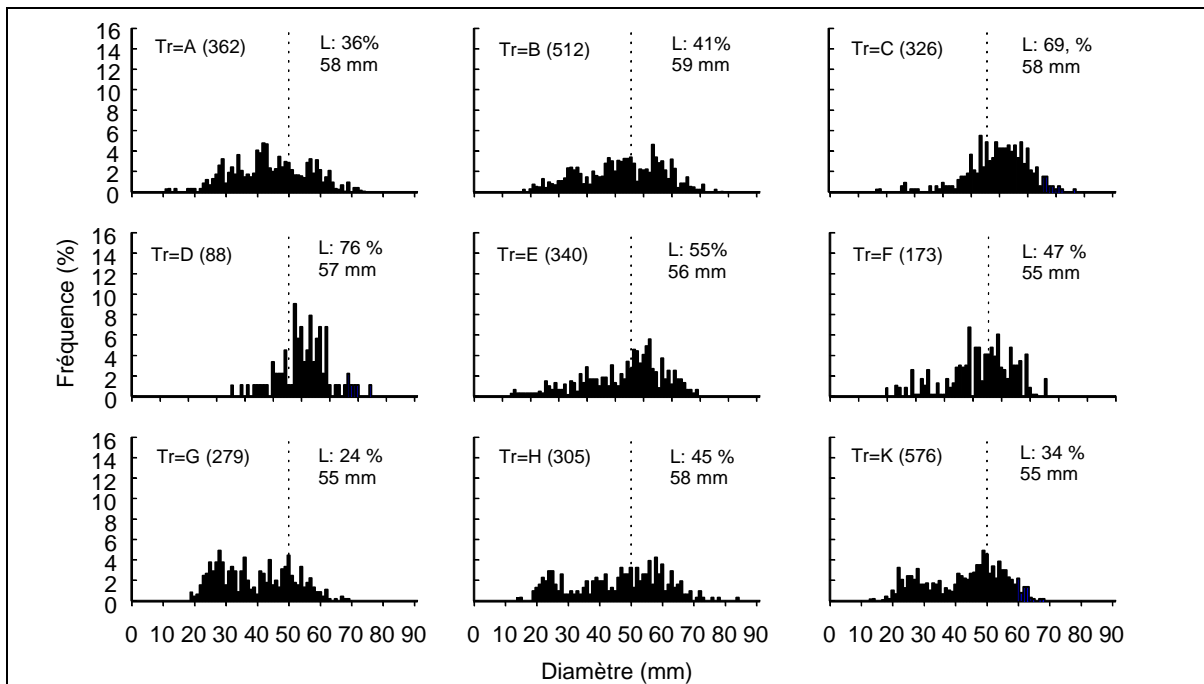 16
14
12
10
8
6
4
2
0
Tr=A (362)
L: 36%
58 mm
Tr=B (512)
L: 41%
59 mm
Tr=C (326)
L: 69, %
58 mm
Fréquence (%)
16
14
12
10
8
6
4
2
0
Tr=D (88)
L: 76 %
57 mm
Tr=E (340)
L: 55%
56 mm
Tr=F (173)
L: 47 %
55 mm
16
14
12
10
8
6
4
2
0
Tr=G (279)
L: 24 %
55 mm
Tr=H (305)
L: 45 %
58 mm
Tr=K (576)
L: 34 %
55 mm
0 10 20 30 40 50 60 70 80 90
0 10 20 30 40 50 60 70 80 90
0 10 20 30 40 50 60 70 80 90
Diamètre (mm)